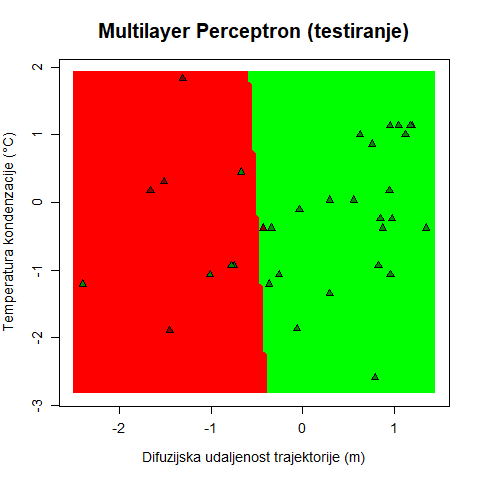 Multilayer Perceptron (testiranje)
Temperatura kondenzacije (°C)
2
1
0
-1
-2
-3
-2 -1 0 1
Difuzijska udaljenost trajektorije (m)